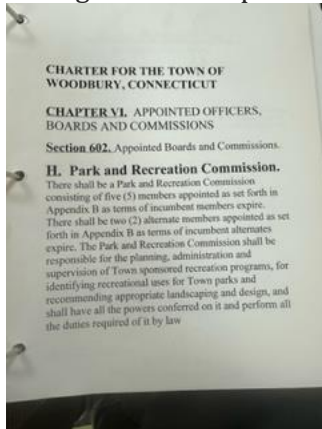 CHARTER FOR THE TOWN OF
WOODBURY, CONNECTICUT
CHAPTER VI. APPOINTED OFFICERS,
BOARDS AND COMMISSIONS
Section 602. Appointed Boards and Commissions.
H. Park and Recreation Commission.
There shall be a Park and Recreation Commission
consisting of five (5) members appointed as set forth in
Appendix B as terms of incumbent members expire.
There shall be two (2) alternate members appointed as set
forth in Appendix B as terms of incumbent alternates
expire. The Park and Recreation Commission shall be
responsible for the planning, administration and
supervision of Town sponsored recreation programs, for
identifying recreational uses for Town parks and
recommending appropriate landscaping and design, and
shall have all the powers conferred on it and perform all
the duties required of it by law